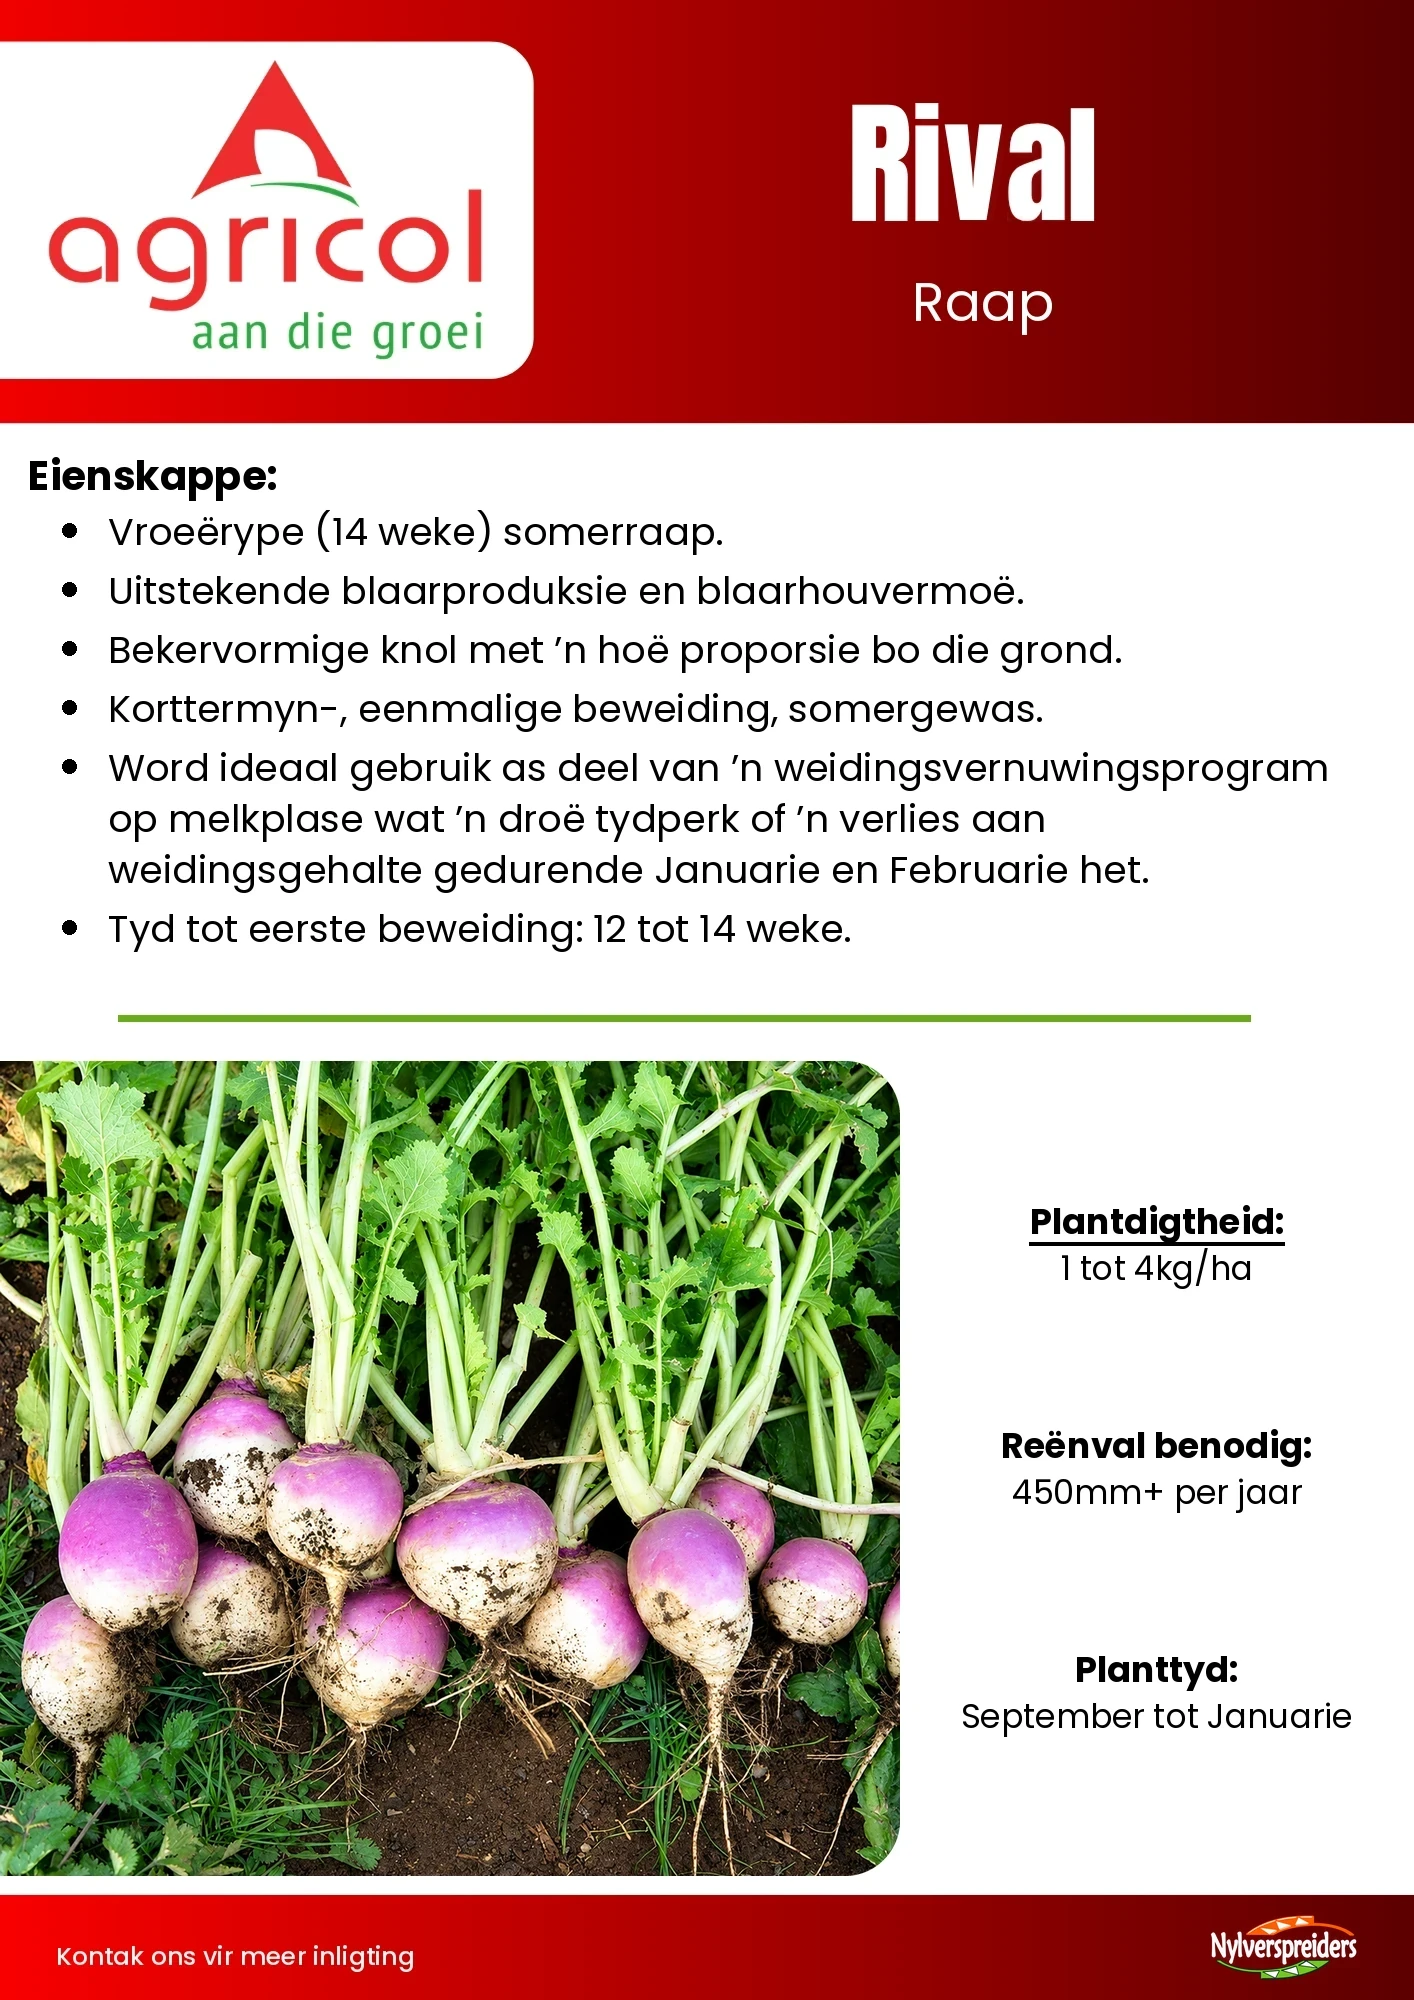 agricol
aan die groei
Rival
Raap
Eienskappe:
• Vroeërype (14 weke) somerraap.
• Uitstekende blaarproduksie en blaarhouvermoë.
• Bekervormige knol met ’n hoë proporsie bo die grond.
• Korttermyn-, eenmalige beweiding, somergewas.
• Word ideaal gebruik as deel van ’n weidingsvernuwingsprogram
op melkplase wat ’n droë tydperk of ’n verlies aan
weidingsgehalte gedurende Januarie en Februarie het.
• Tyd tot eerste beweiding: 12 tot 14 weke.
Plantdigtheid:
1 tot 4kg/ha
Reënval benodig:
450mm+ per jaar
Planttyd:
September tot Januarie
Kontak ons vir meer inligting
Nylverspreiders